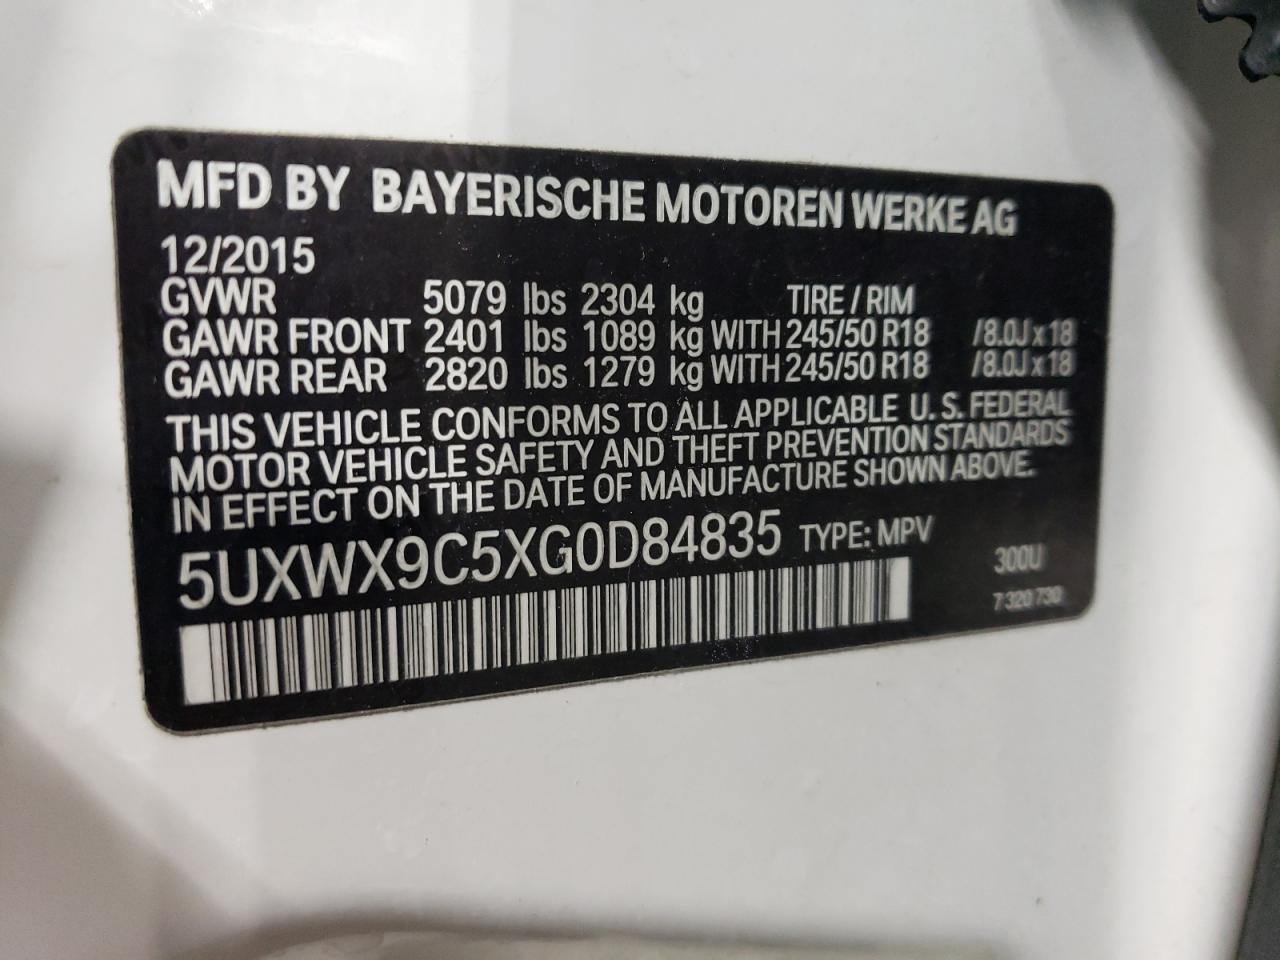 MFD BY BAYERISCHE MOTOREN WERKE AG
12/2015
GVWR 5079 lbs 2304 kg TIRE / RIM
GAWR FRONT 2401 lbs 1089 kg WITH 245/50 R18 /8.0J x 18
GAWR REAR 2820 lbs 1279 kg WITH 245/50 R18 /8.0J x 18
THIS VEHICLE CONFORMS TO ALL APPLICABLE U.S. FEDERAL
MOTOR VEHICLE SAFETY AND THEFT PREVENTION STANDARDS
IN EFFECT ON THE DATE OF MANUFACTURE SHOWN ABOVE.
5UXWX9C5XG0D84835 TYPE: MPV
300U
7 320 730